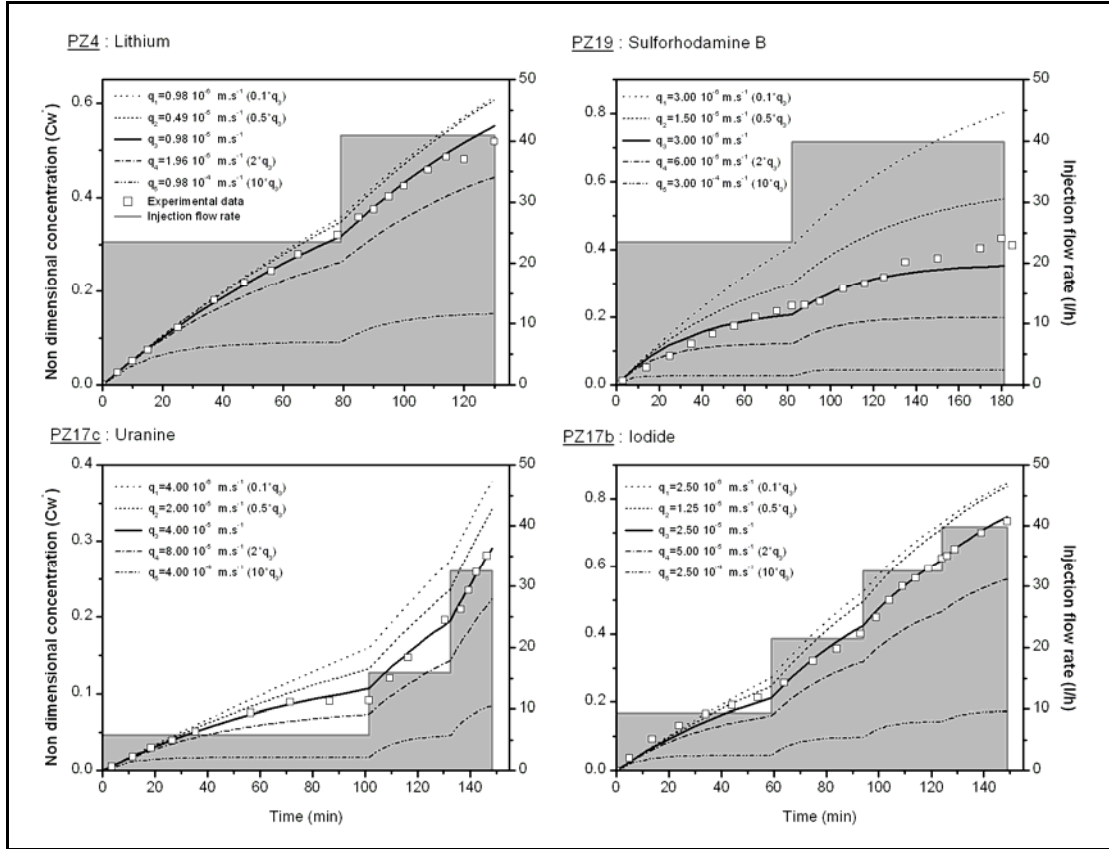 PZ4 : Lithium
Non dimensional concentration (Cw*)
0.6
0.4
0.2
0.0
q₁=0.98 10⁻⁶ m.s⁻¹ (0.1*q₃)
q₂=0.49 10⁻⁵ m.s⁻¹ (0.5*q₃)
q₃=0.98 10⁻⁵ m.s⁻¹
q₄=1.96 10⁻⁵ m.s⁻¹ (2*q₃)
q₅=0.98 10⁻⁴ m.s⁻¹ (10*q₃)
Experimental data
Injection flow rate
50
40
30
20
10
0
0 20 40 60 80 100 120
PZ19 : Sulforhodamine B
0.8
0.6
0.4
0.2
0.0
q₁=3.00 10⁻⁶ m.s⁻¹ (0.1*q₃)
q₂=1.50 10⁻⁵ m.s⁻¹ (0.5*q₃)
q₃=3.00 10⁻⁵ m.s⁻¹
q₄=6.00 10⁻⁵ m.s⁻¹ (2*q₃)
q₅=3.00 10⁻⁴ m.s⁻¹ (10*q₃)
50
40
30
20
10
0
Injection flow rate (l/h)
0 20 40 60 80 100 120 140 160 180
PZ17c : Uranine
Non dimensional concentration (Cw*)
0.4
0.3
0.2
0.1
0.0
q₁=4.00 10⁻⁶ m.s⁻¹ (0.1*q₃)
q₂=2.00 10⁻⁵ m.s⁻¹ (0.5*q₃)
q₃=4.00 10⁻⁵ m.s⁻¹
q₄=8.00 10⁻⁵ m.s⁻¹ (2*q₃)
q₅=4.00 10⁻⁴ m.s⁻¹ (10*q₃)
50
40
30
20
10
0
0 20 40 60 80 100 120 140
Time (min)
PZ17b : Iodide
0.8
0.6
0.4
0.2
0.0
q₁=2.50 10⁻⁶ m.s⁻¹ (0.1*q₃)
q₂=1.25 10⁻⁵ m.s⁻¹ (0.5*q₃)
q₃=2.50 10⁻⁵ m.s⁻¹
q₄=5.00 10⁻⁵ m.s⁻¹ (2*q₃)
q₅=2.50 10⁻⁴ m.s⁻¹ (10*q₃)
50
40
30
20
10
0
Injection flow rate (l/h)
0 20 40 60 80 100 120 140
Time (min)